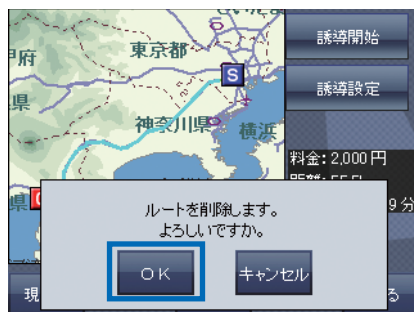 誘導開始
東京都
S
府
誘導設定
県
神奈川県
横浜
料金:2,000円
県
ルートを削除します。
9分
よろしいですか。
OK
キャンセル
現
る